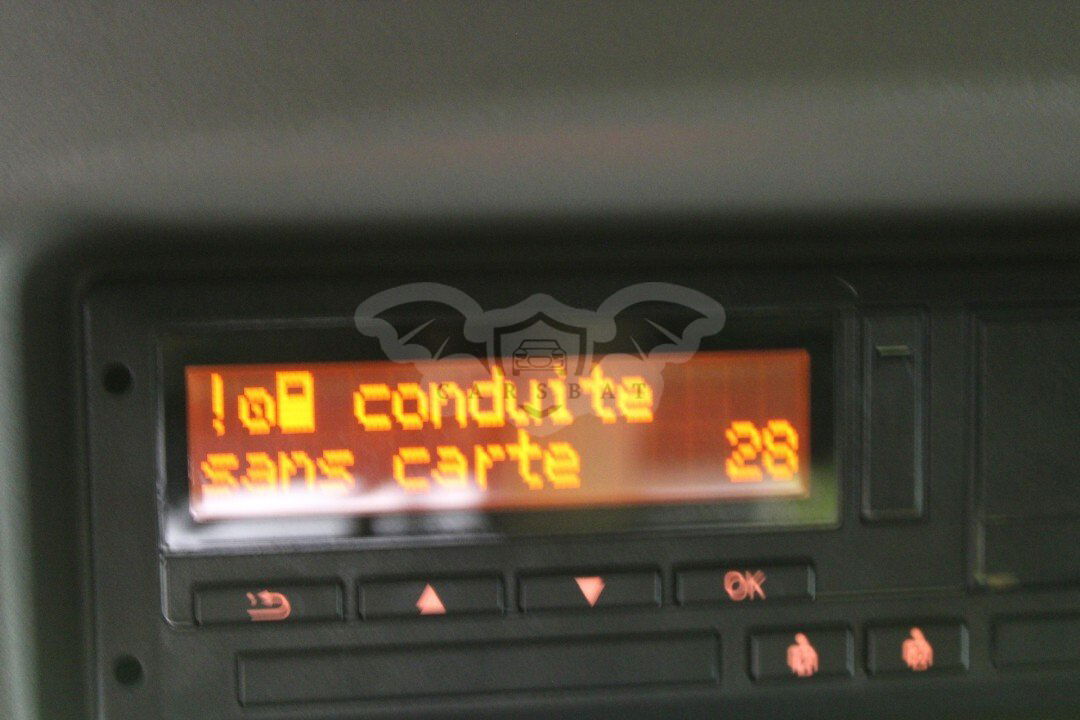 CARSBAT
! conduite
sans carte 28
OK